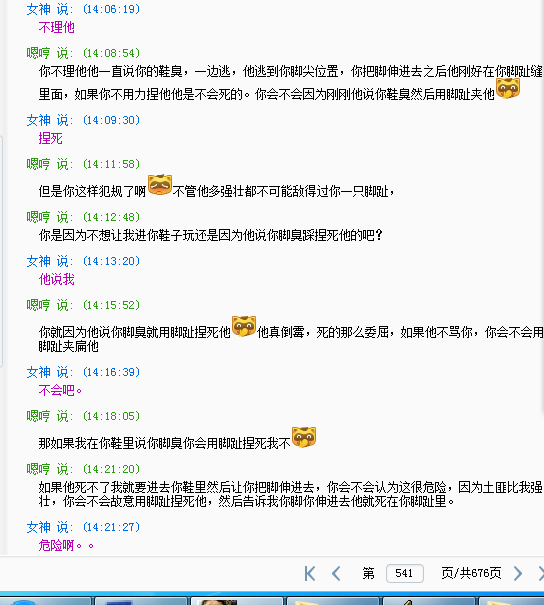 女神 说: (14:06:19)
不理他
嗯哼 说: (14:08:54)
你不理他他一直说你的鞋臭，一边逃，他逃到你脚尖位置，你把脚伸进去之后他刚好在你脚趾缝
里面，如果你不用力捏他他是不会死的。你会不会因为刚刚他说你鞋臭然后用脚趾夹他
女神 说: (14:09:30)
捏死
嗯哼 说: (14:11:58)
但是你这样犯规了啊不管他多强壮都不可能敌得过你一只脚趾，
嗯哼 说: (14:12:48)
你是因为不想让我进你鞋子玩还是因为他说你脚臭踩捏死他的吧？
女神 说: (14:13:20)
他说我
嗯哼 说: (14:15:52)
你就因为他说你脚臭就用脚趾捏死他他真倒霉，死的那么委屈，如果他不骂你，你会不会用
脚趾夹扁他
女神 说: (14:16:39)
不会吧。
嗯哼 说: (14:18:05)
那如果我在你鞋里说你脚臭你会用脚趾捏死我不
嗯哼 说: (14:21:20)
如果他死不了我就要进去你鞋里然后让你把脚伸进去，你会不会认为这很危险，因为土匪比我强
壮，你会不会故意用脚趾踩死他，然后告诉我你脚你伸进去他就死在你脚趾里。
女神 说: (14:21:27)
危险啊。。
第 541 页/共676页